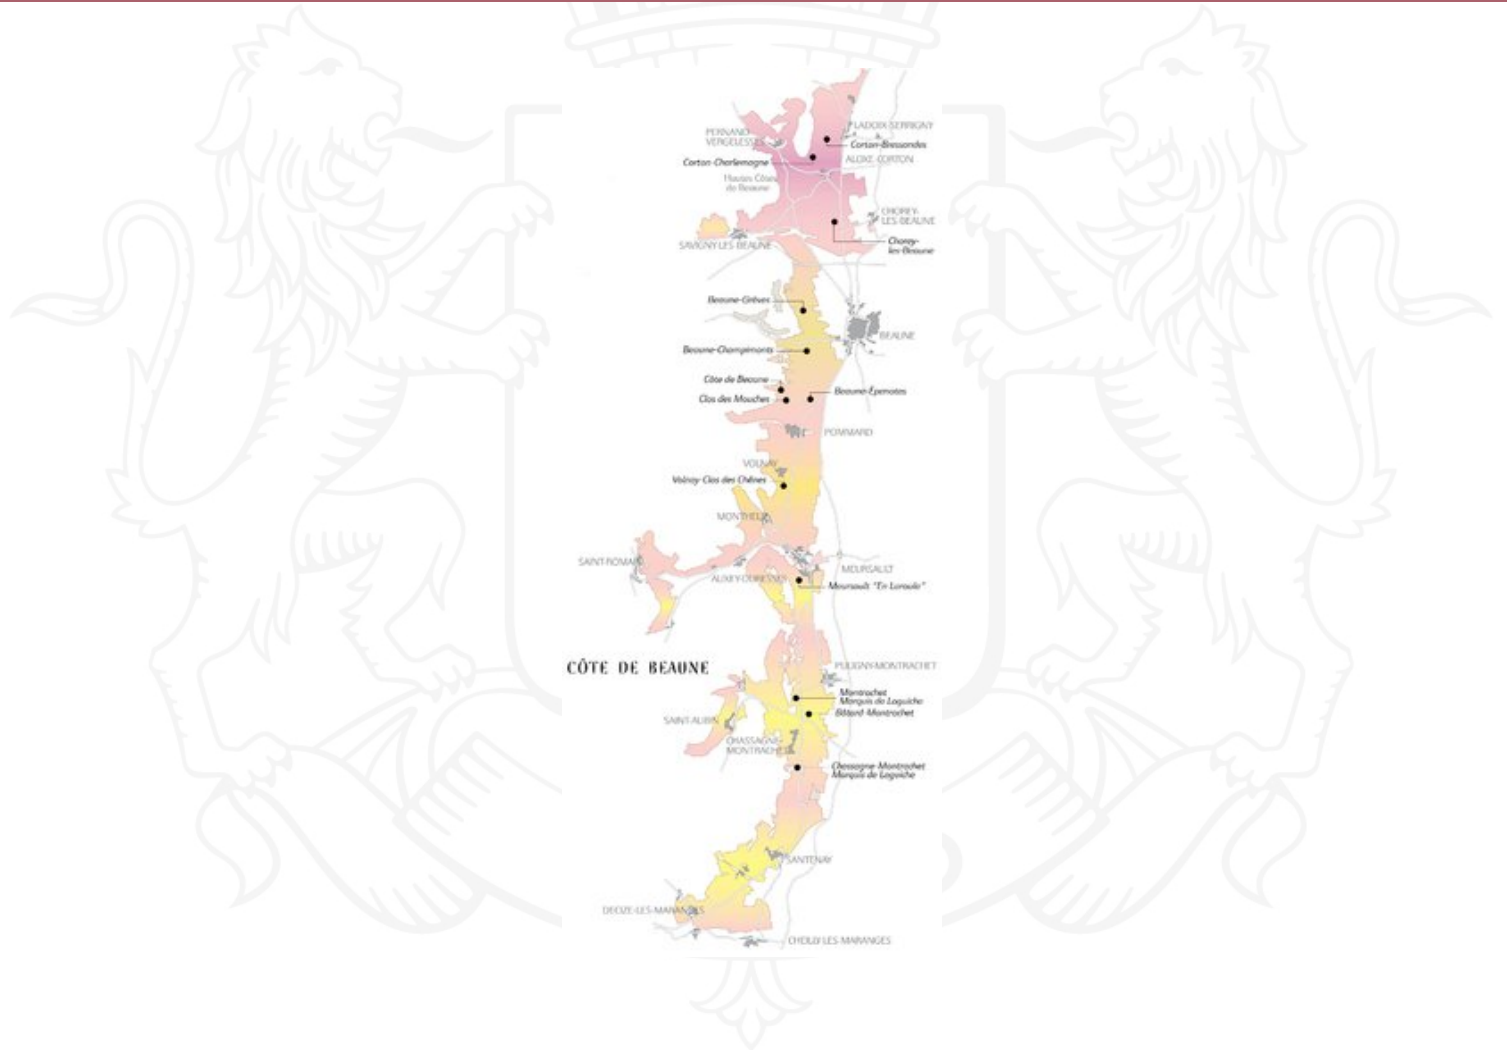 PERNAND-
VERGELESSES
LADOIX-SERRIGNY
Corton-Bressandes
Corton-Charlemagne
ALOXE-CORTON
Hautes Côtes
de Beaune
CHOREY-
LES-BEAUNE
SAVIGNY-LES-BEAUNE
Chorey-
les-Beaune
Beaune-Grèves
BEAUNE
Beaune-Champimonts
Côte de Beaune
Clos des Mouches
Beaune-Epenotes
POMMARD
VOLNAY
Volnay-Clos des Chênes
MONTHELIE
SAINT-ROMAIN
AUXEY-DURESSES
MEURSAULT
Meursault "En Luraule"
CÔTE DE BEAUNE
PULIGNY-MONTRACHET
Montrachet
Marquis de Laguiche
Bâtard-Montrachet
SAINT-AUBIN
CHASSAGNE-
MONTRACHET
Chassagne-Montrachet
Marquis de Laguiche
SANTENAY
DEZIZE-LES-MARANGES
CHEILLY-LES-MARANGES